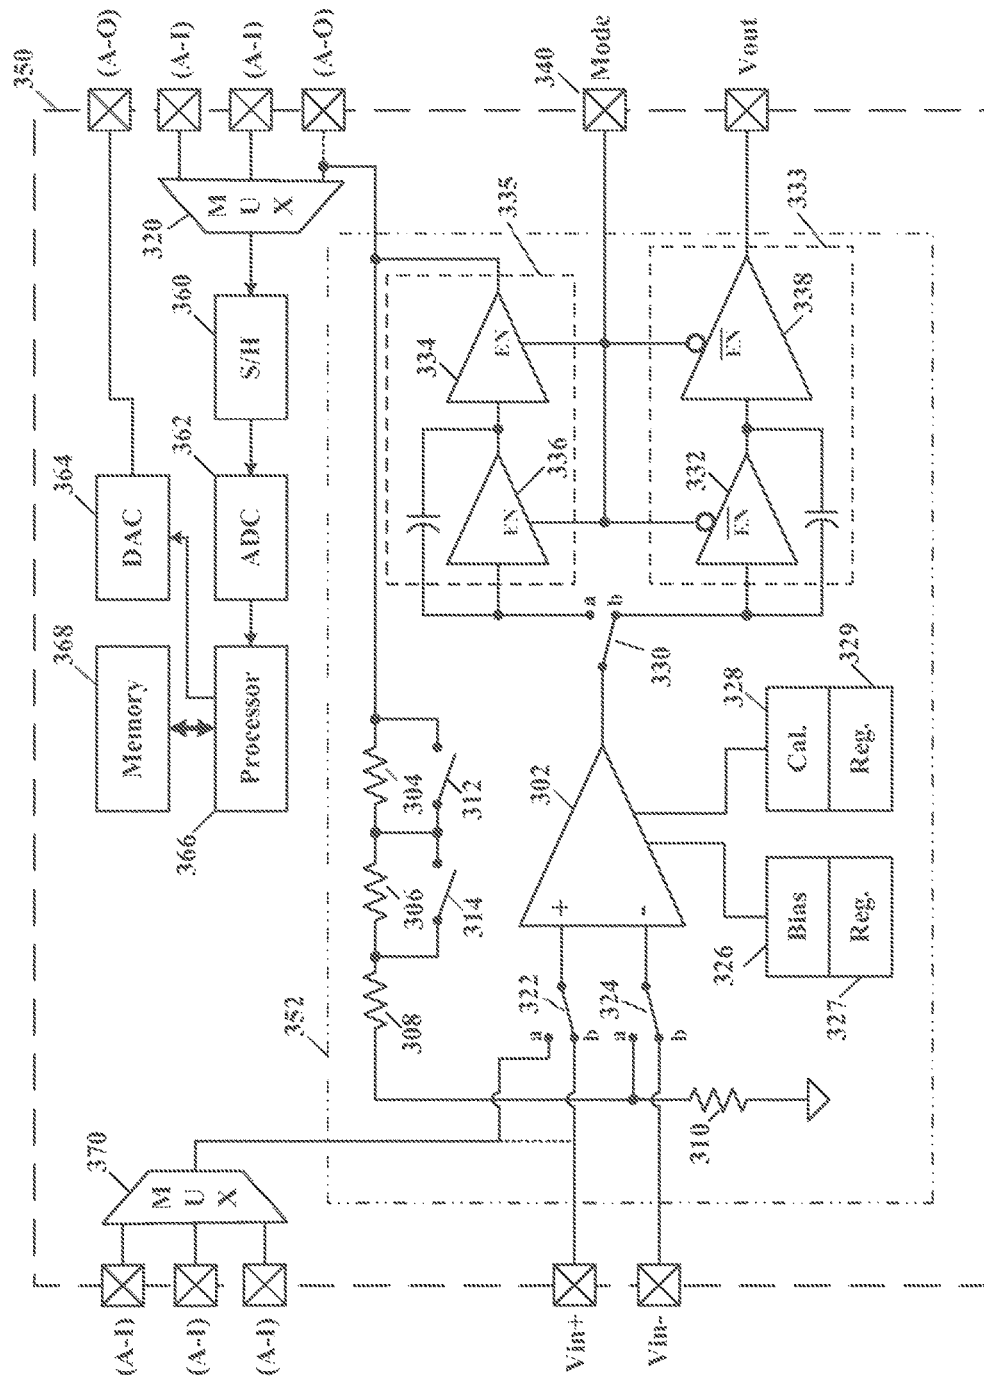 350
(A-O)
(A-I)
(A-I)
(A-O)
340
Mode
Vout
M
U
X
320
360
S/H
362
ADC
364
DAC
368
Memory
Processor
366
370
M
U
X
(A-I)
(A-I)
(A-I)
352
308
306
304
314
312
310
Vin+
Vin-
322
a
b
324
a
b
+
-
302
326
Bias
Reg.
327
328
Cal.
Reg.
329
330
a
b
335
334
EN
336
EN
333
332
EN
338
EN